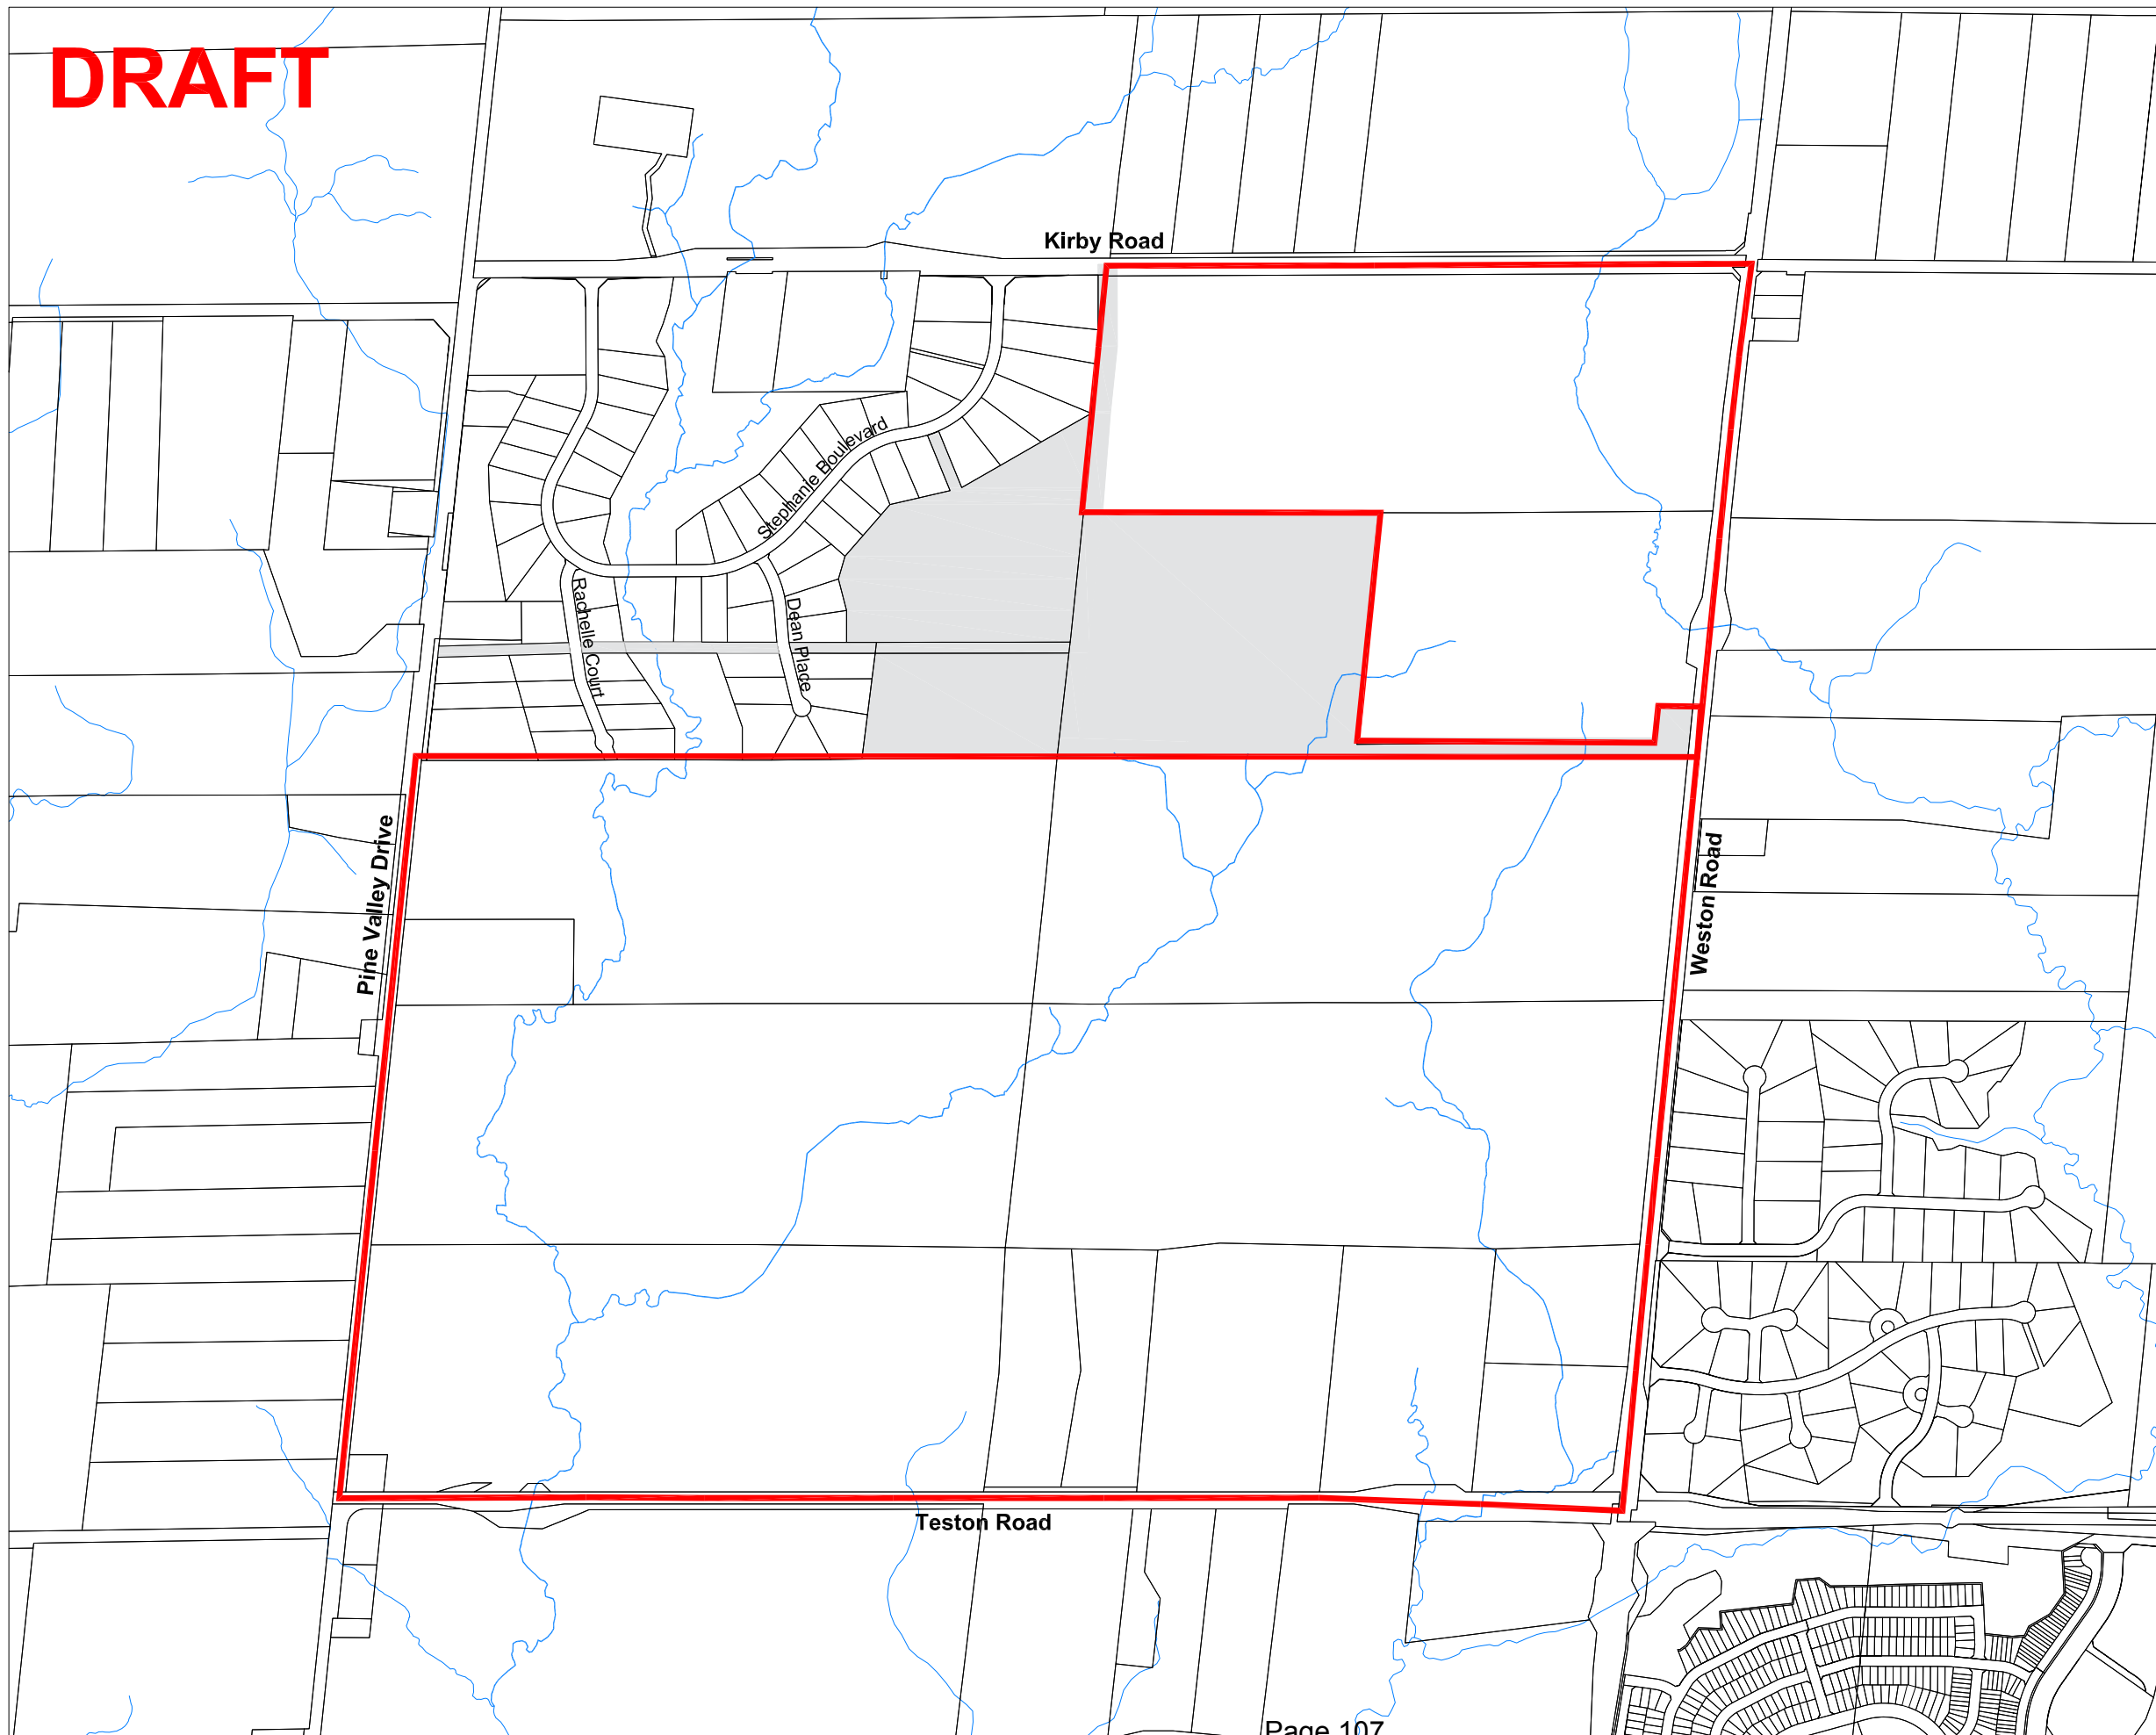 DRAFT
Kirby Road
Stephanie Boulevard
Rachelle Court
Dean Place
Pine Valley Drive
Weston Road
Teston Road
Page 107